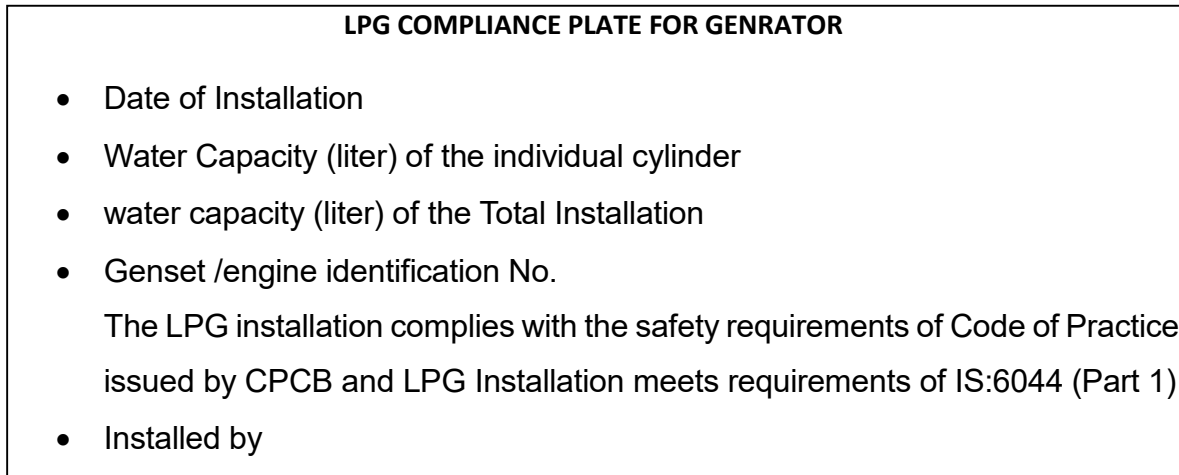 LPG COMPLIANCE PLATE FOR GENRATOR
• Date of Installation
• Water Capacity (liter) of the individual cylinder
• water capacity (liter) of the Total Installation
• Genset /engine identification No.
The LPG installation complies with the safety requirements of Code of Practice
issued by CPCB and LPG Installation meets requirements of IS:6044 (Part 1)
• Installed by